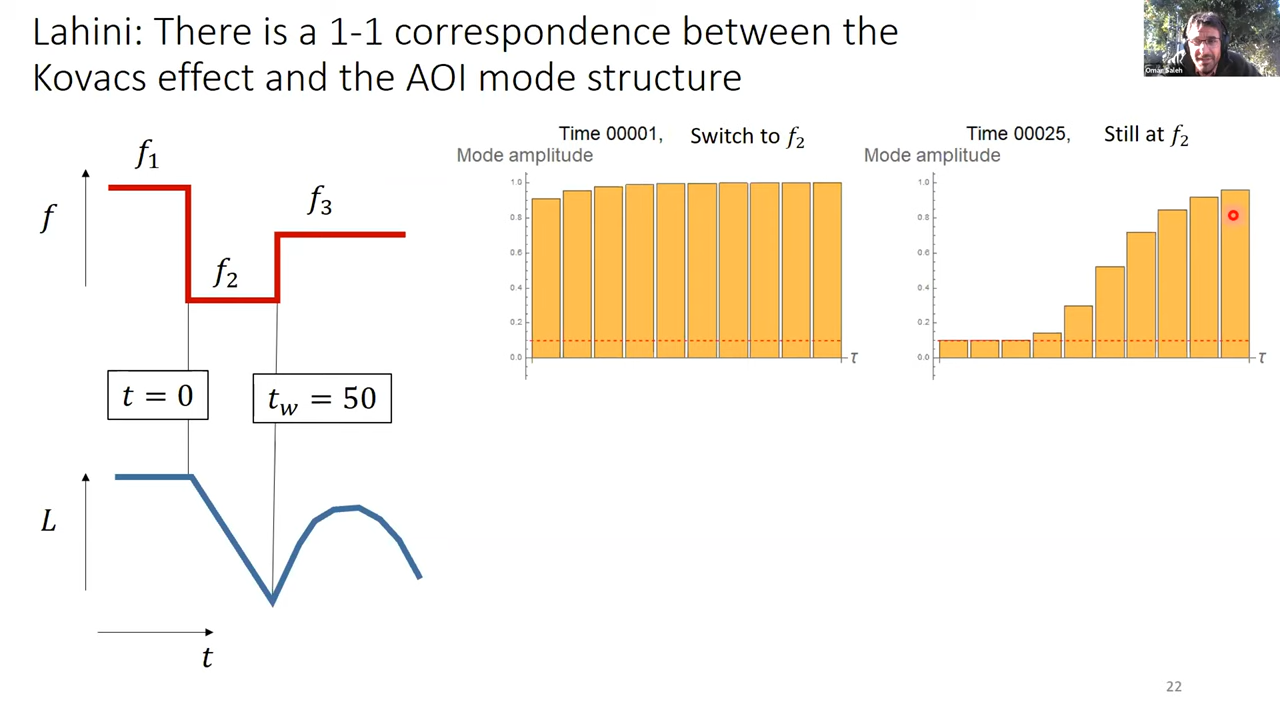 Lahini: There is a 1-1 correspondence between the
Kovacs effect and the AOI mode structure
Omar Saleh
f
f₁
f₂
f₃
t = 0
t_w = 50
L
t
Time 00001, Switch to f₂
Mode amplitude
1.0
0.8
0.6
0.4
0.2
0.0
τ
Time 00025, Still at f₂
Mode amplitude
1.0
0.8
0.6
0.4
0.2
0.0
τ
22